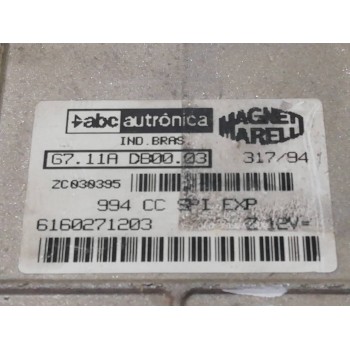 abc autrônica
MAGNETI MARELLI
IND.BRAS.
G7.11A DB00.03 317/94
ZC030395
994 CC SPI EXP
6160271203 Z 12V=